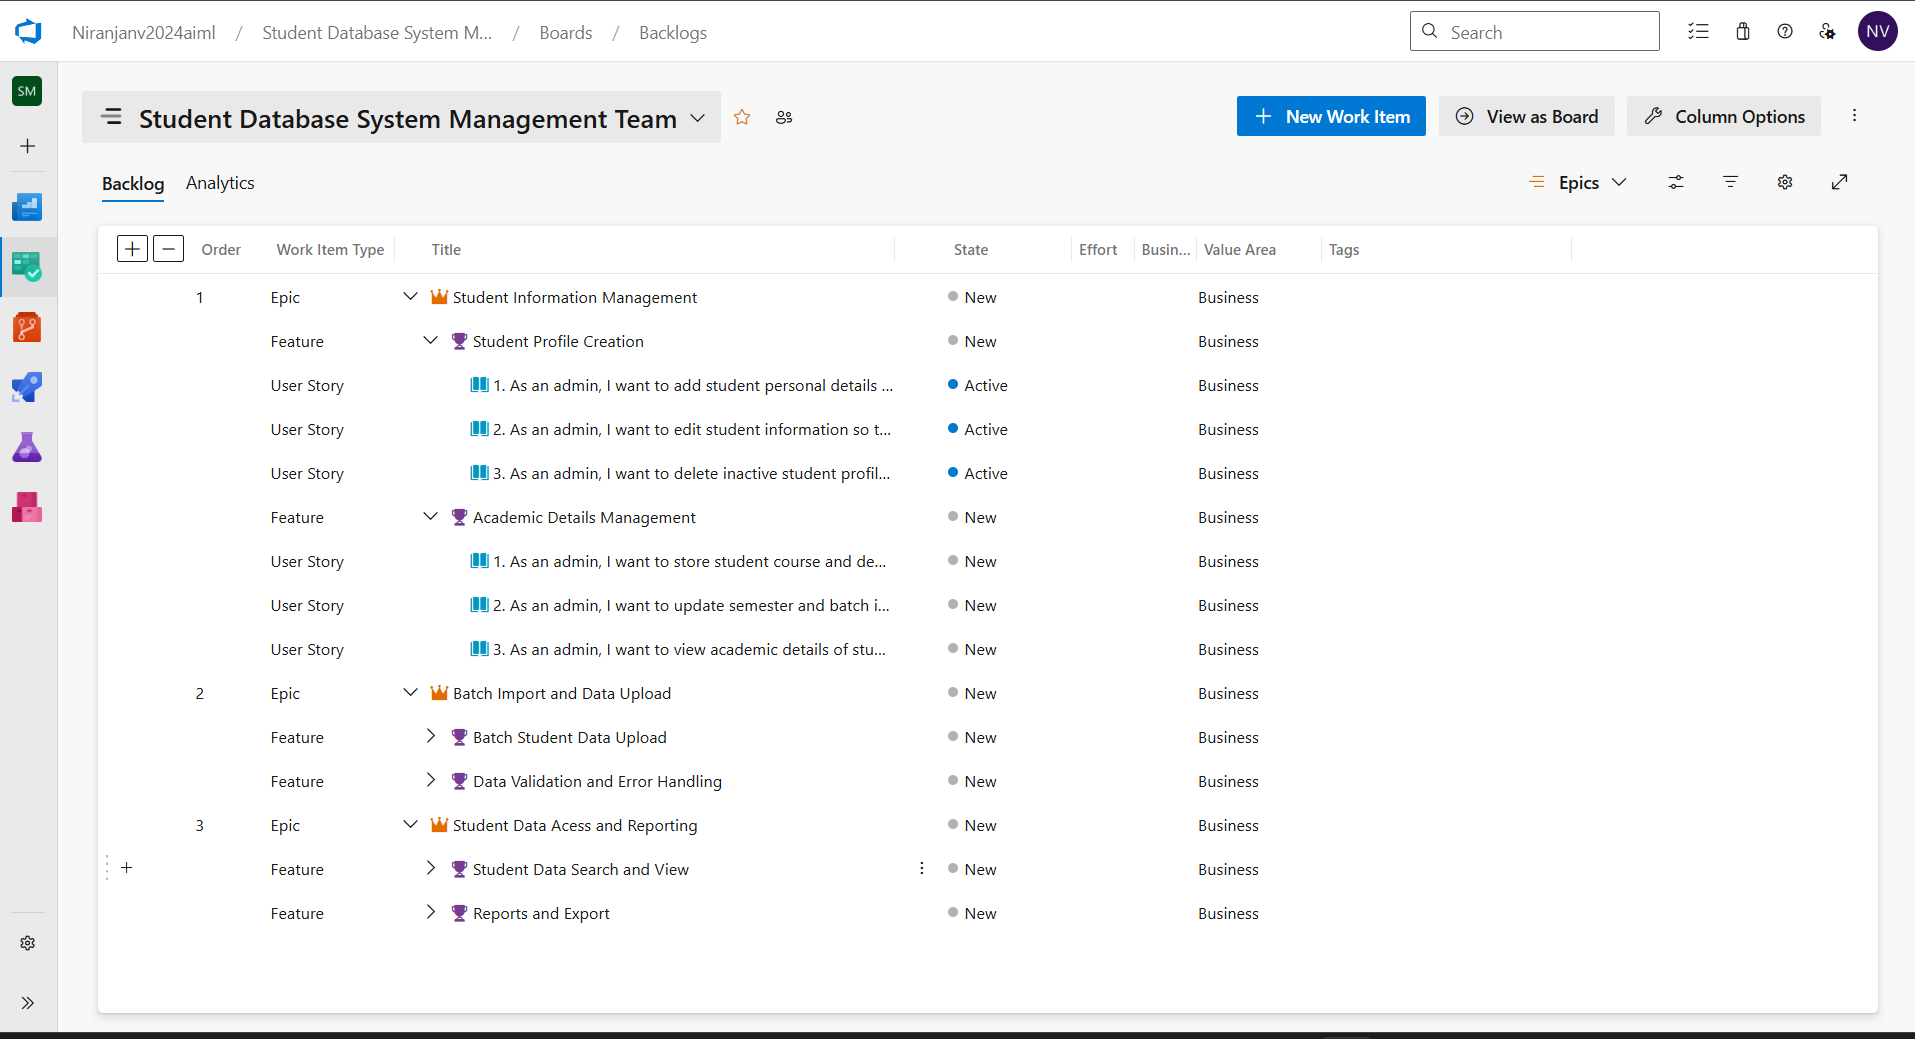 Niranjanv2024aiml / Student Database System M... / Boards / Backlogs
Search
NV
SM
Student Database System Management Team
New Work Item
View as Board
Column Options
Backlog Analytics
Epics
Order Work Item Type Title State Effort Busin... Value Area Tags
1 Epic Student Information Management New Business
Feature Student Profile Creation New Business
User Story 1. As an admin, I want to add student personal details ... Active Business
User Story 2. As an admin, I want to edit student information so t... Active Business
User Story 3. As an admin, I want to delete inactive student profil... Active Business
Feature Academic Details Management New Business
User Story 1. As an admin, I want to store student course and de... New Business
User Story 2. As an admin, I want to update semester and batch i... New Business
User Story 3. As an admin, I want to view academic details of stu... New Business
2 Epic Batch Import and Data Upload New Business
Feature Batch Student Data Upload New Business
Feature Data Validation and Error Handling New Business
3 Epic Student Data Acess and Reporting New Business
Feature Student Data Search and View New Business
Feature Reports and Export New Business